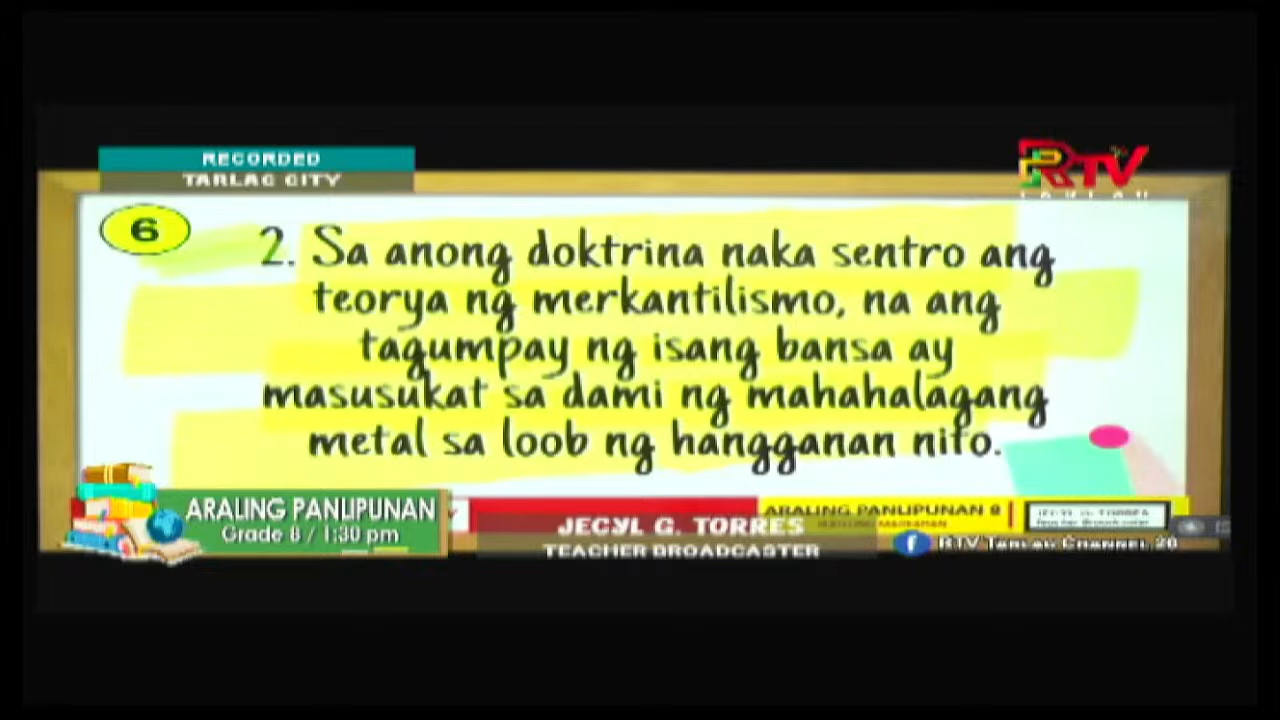 RECORDED
TARLAC CITY
RTV
6
2. Sa anong doktrina naka sentro ang
teorya ng merkantilismo, na ang
tagumpay ng isang bansa ay
masusukat sa dami ng mahahalagang
metal sa loob ng hangganan nito.
ARALING PANLIPUNAN
Grade 8 / 1:30 pm
JECYL G. TORRES
TEACHER BROADCASTER
ARALING PANLIPUNAN 8
RTV Tarlac Channel 26